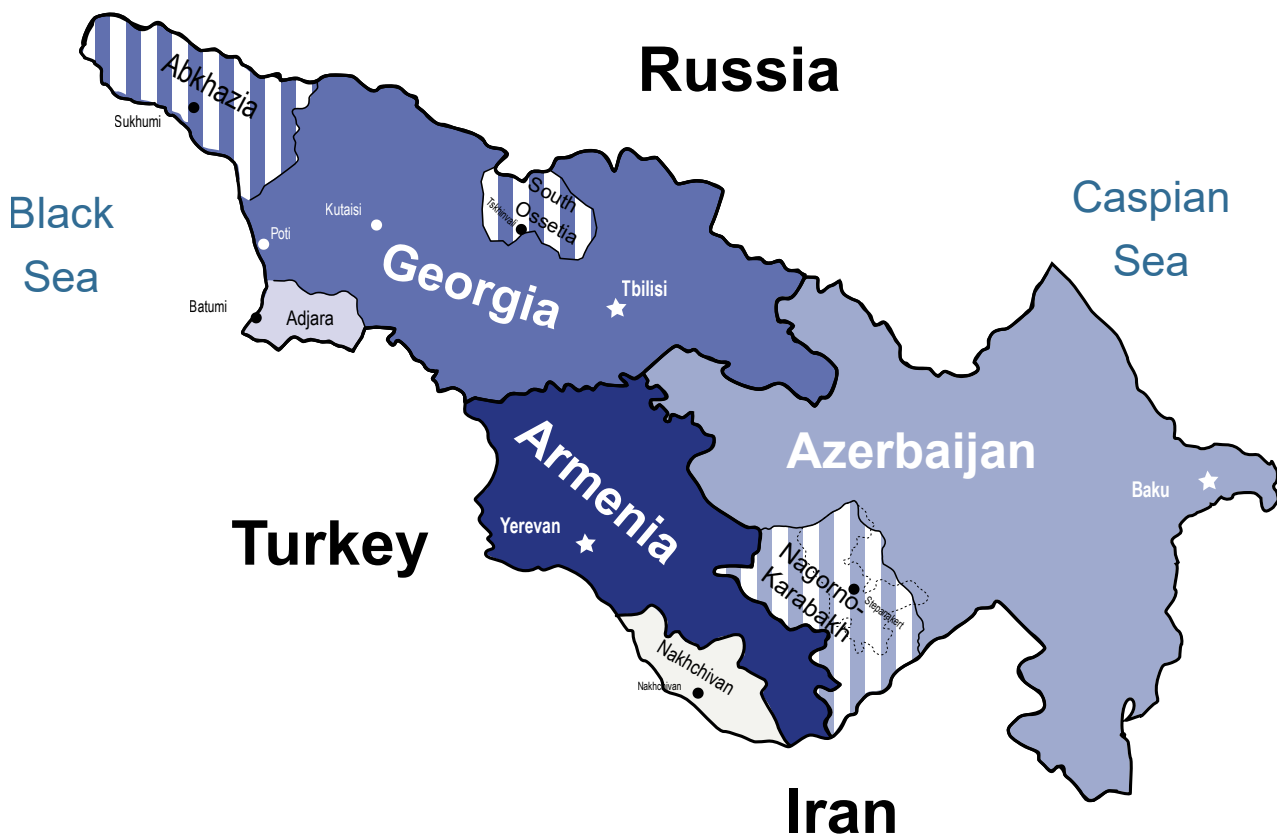 Russia
Abkhazia
Sukhumi
Black
Sea
Caspian
Sea
South
Ossetia
Tskhinvali
Kutaisi
Poti
Georgia
Tbilisi
Batumi
Adjara
Armenia
Azerbaijan
Baku
Turkey
Yerevan
Nagorno-
Karabakh
Stepanakert
Nakhchivan
Nakhchivan
Iran